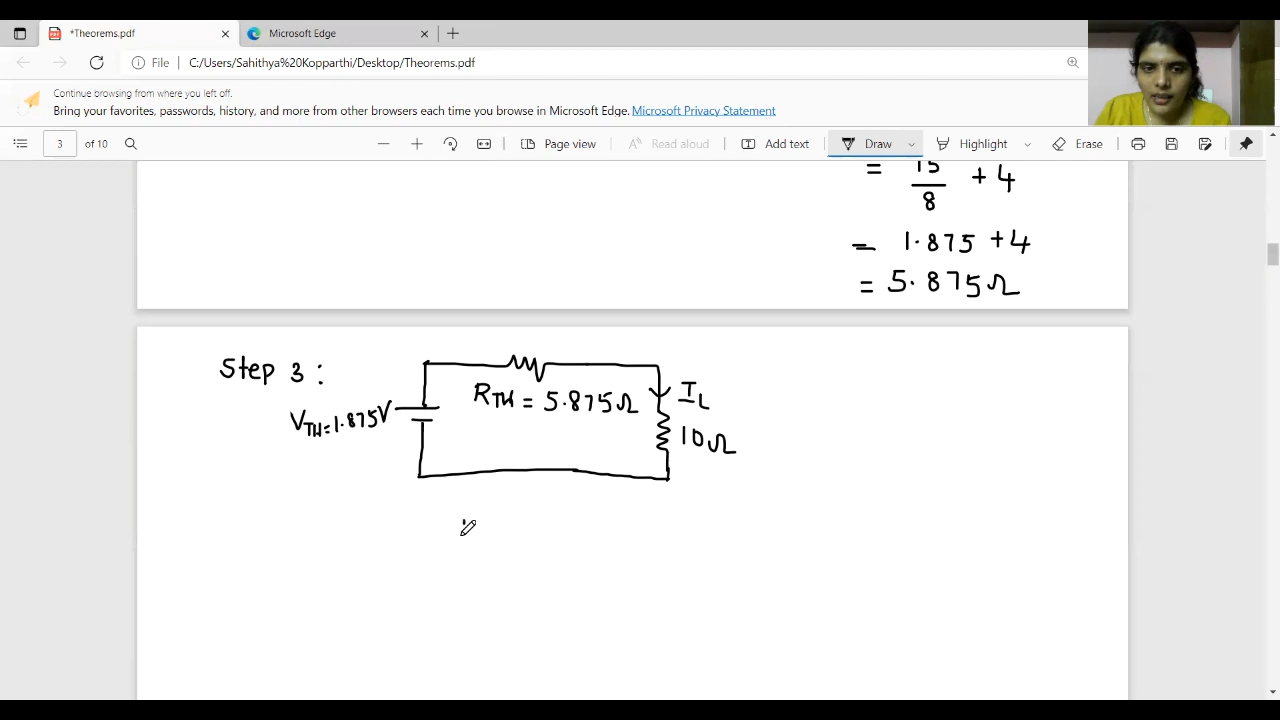 *Theorems.pdf
Microsoft Edge
File
C:/Users/Sahithya%20Kopparthi/Desktop/Theorems.pdf
Continue browsing from where you left off.
Bring your favorites, passwords, history, and more from other browsers each time you browse in Microsoft Edge. Microsoft Privacy Statement
3 of 10
Page view
Read aloud
Add text
Draw
Highlight
Erase
= 15/8 + 4
= 1.875 + 4
= 5.875Ω
Step 3:
VTH=1.875V
RTH = 5.875Ω
IL
10Ω